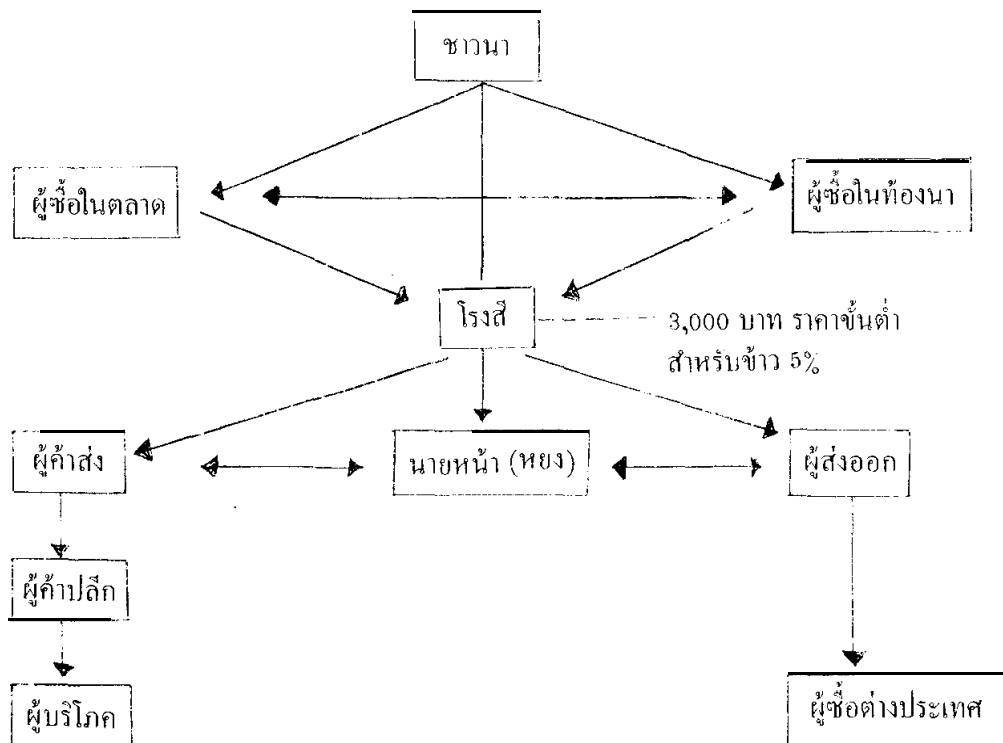 ชาวนา
ผู้ซื้อในตลาด
ผู้ซื้อในท้องนา
โรงสี
3,000 บาท ราคาขั้นต่ำ
สำหรับข้าว 5%
ผู้ค้าส่ง
นายหน้า (หยง)
ผู้ส่งออก
ผู้ค้าปลีก
ผู้บริโภค
ผู้ซื้อต่างประเทศ